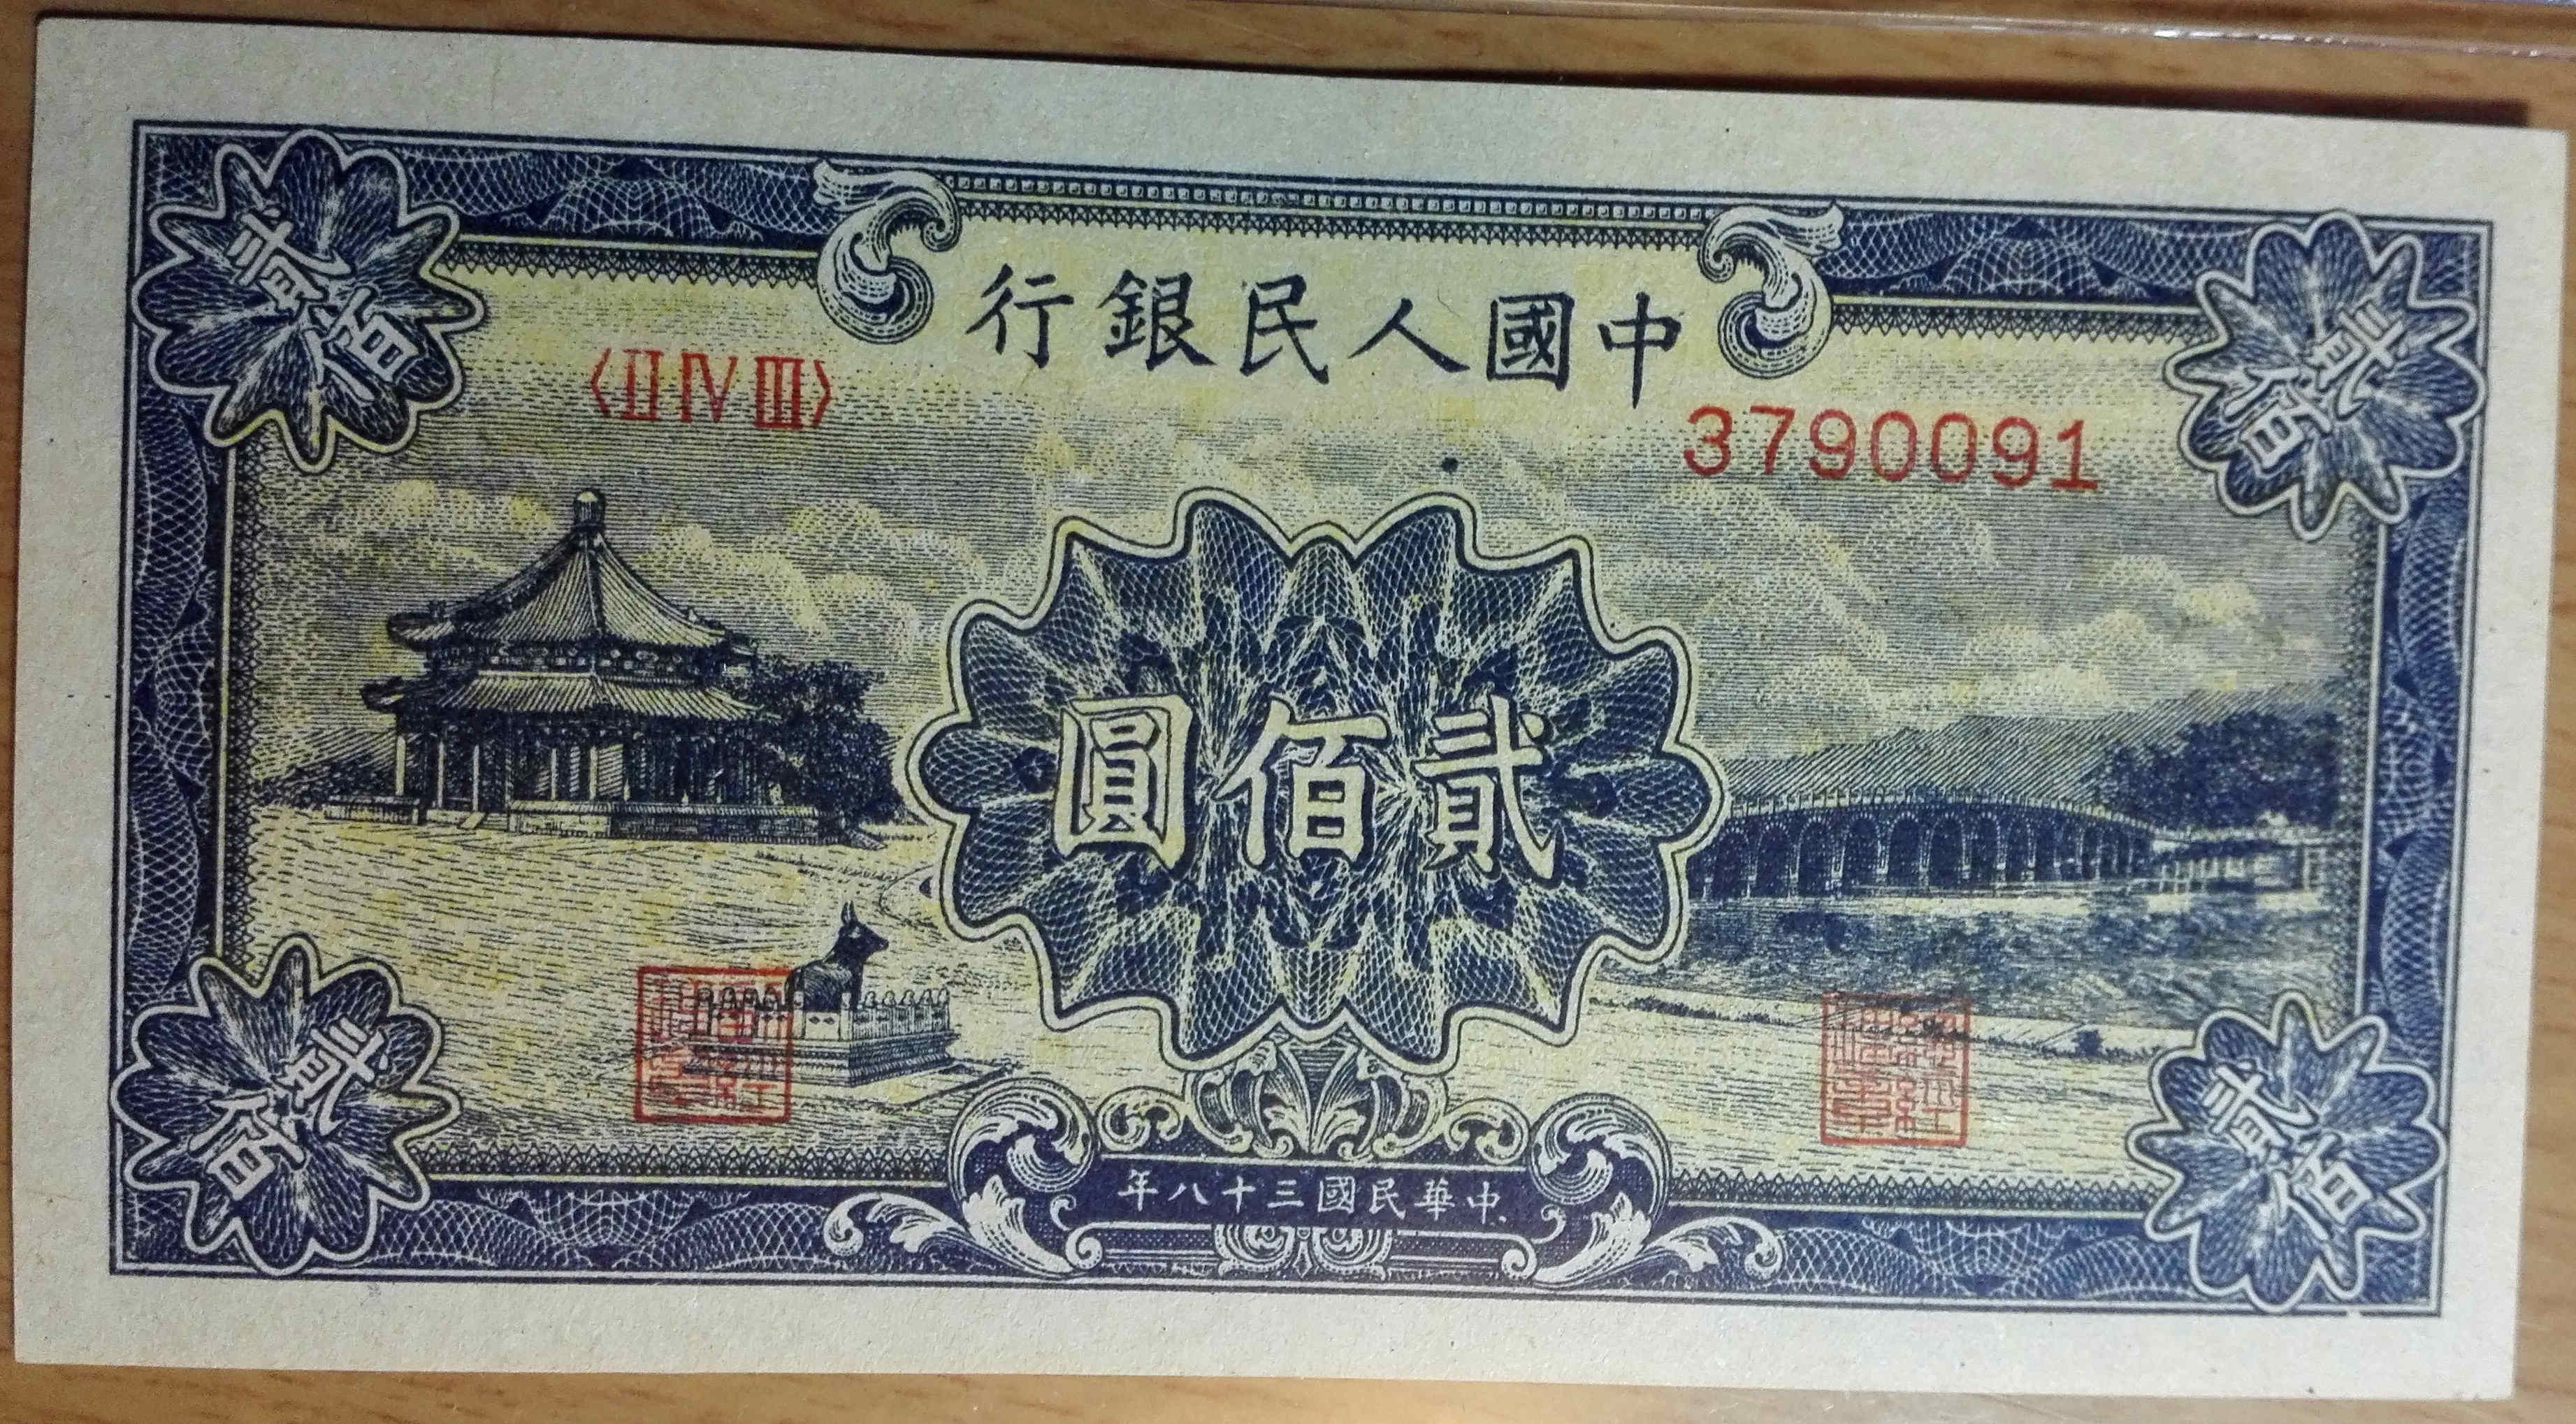 貳佰
貳佰
中國人民銀行
〈II IV III〉
3790091
貳佰圓
貳佰
貳佰
中華民國三十八年